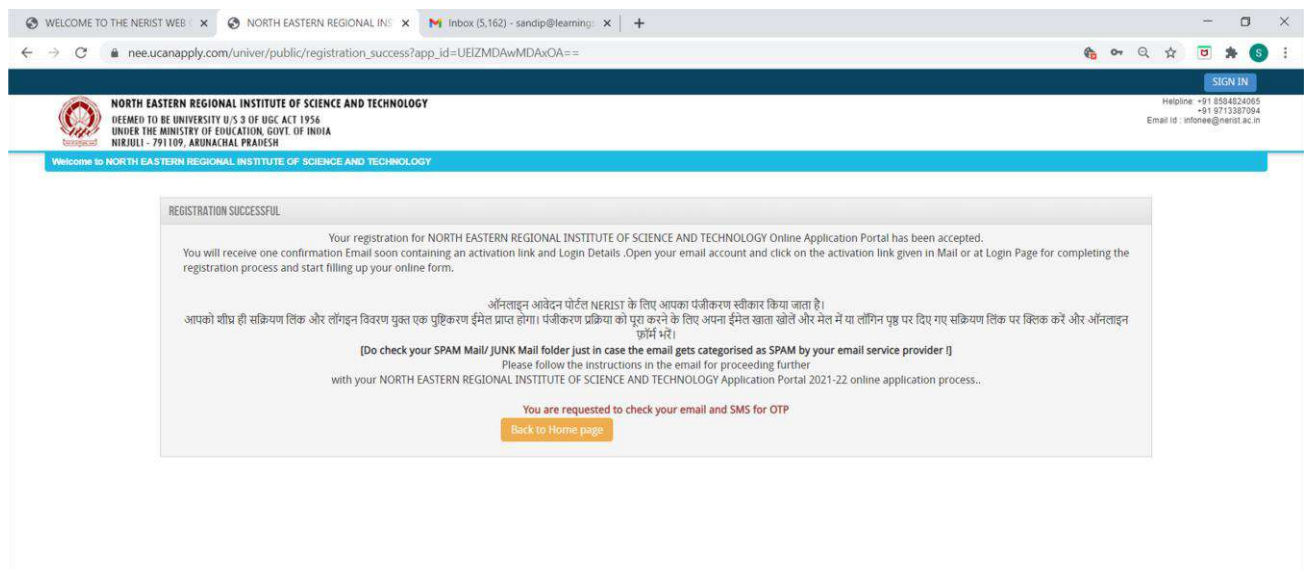 WELCOME TO THE NERIST WEB
NORTH EASTERN REGIONAL INS
Inbox (5,162) - sandip@learning
nee.ucanapply.com/univer/public/registration_success?app_id=UEIZMDAwMDAxOA==
SIGN IN
NORTH EASTERN REGIONAL INSTITUTE OF SCIENCE AND TECHNOLOGY
DEEMED TO BE UNIVERSITY U/S 3 OF UGC ACT 1956
UNDER THE MINISTRY OF EDUCATION, GOVT. OF INDIA
NIRJULI - 791109, ARUNACHAL PRADESH
Helpline: +91 8584824065
+91 9713387094
Email Id : infonee@nerist.ac.in
Welcome to NORTH EASTERN REGIONAL INSTITUTE OF SCIENCE AND TECHNOLOGY
REGISTRATION SUCCESSFUL
Your registration for NORTH EASTERN REGIONAL INSTITUTE OF SCIENCE AND TECHNOLOGY Online Application Portal has been accepted.
You will receive one confirmation Email soon containing an activation link and Login Details .Open your email account and click on the activation link given in Mail or at Login Page for completing the
registration process and start filling up your online form.
ऑनलाइन आवेदन पोर्टल NERIST के लिए आपका पंजीकरण स्वीकार किया जाता है।
आपको शीघ्र ही सक्रियण लिंक और लॉगइन विवरण युक्त एक पुष्टिकरण ईमेल प्राप्त होगा। पंजीकरण प्रक्रिया को पूरा करने के लिए अपना ईमेल खाता खोलें और मेल में या लॉगिन पृष्ठ पर दिए गए सक्रियण लिंक पर क्लिक करें और ऑनलाइन
फ़ॉर्म भरें।
[Do check your SPAM Mail/ JUNK Mail folder just in case the email gets categorised as SPAM by your email service provider !]
Please follow the instructions in the email for proceeding further
with your NORTH EASTERN REGIONAL INSTITUTE OF SCIENCE AND TECHNOLOGY Application Portal 2021-22 online application process..
You are requested to check your email and SMS for OTP
Back to Home page